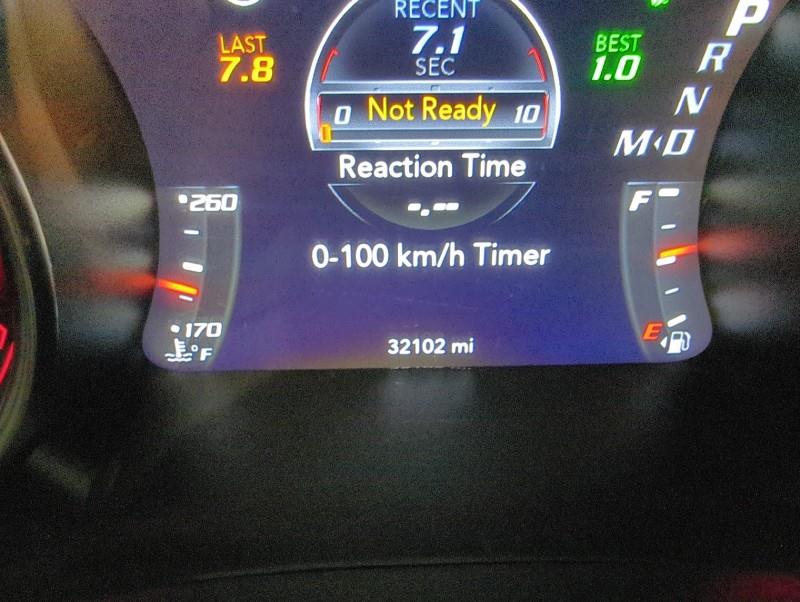 RECENT
7.1
SEC
LAST
7.8
BEST
1.0
0 Not Ready 10
Reaction Time
-.--
0-100 km/h Timer
32102 mi
260
170
°F
F
E
P
R
N
M◂D